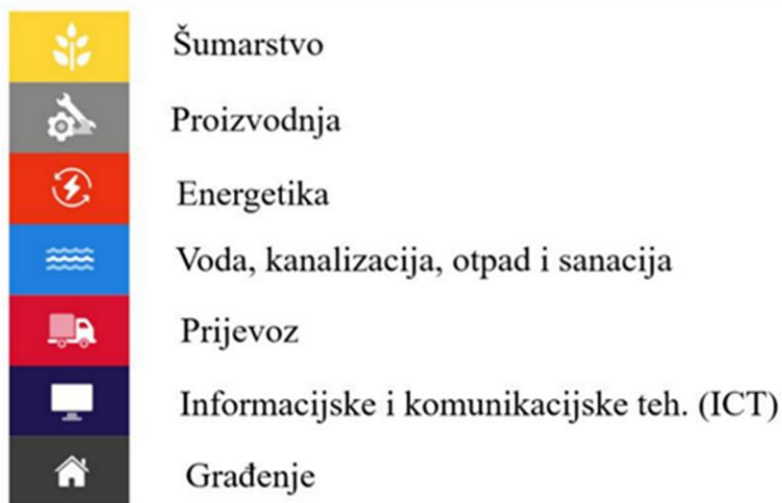 Šumarstvo
Proizvodnja
Energetika
Voda, kanalizacija, otpad i sanacija
Prijevoz
Informacijske i komunikacijske teh. (ICT)
Građenje